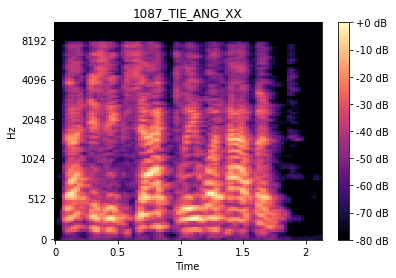 1087_TIE_ANG_XX
+0 dB
8192
-10 dB
4096
-20 dB
-30 dB
2048
Hz
-40 dB
1024
-50 dB
512
-60 dB
-70 dB
0
-80 dB
0 0.5 1 1.5 2
Time